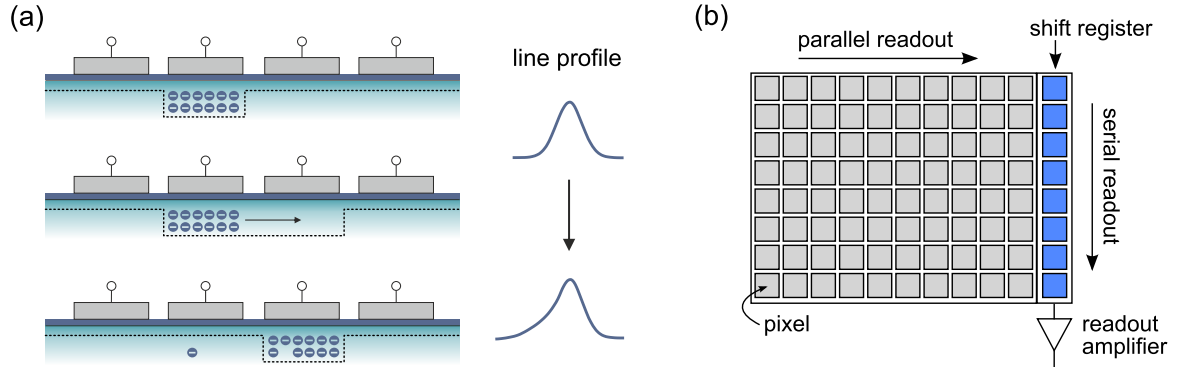 (a)
line profile
(b)
parallel readout
shift register
serial readout
pixel
readout
amplifier